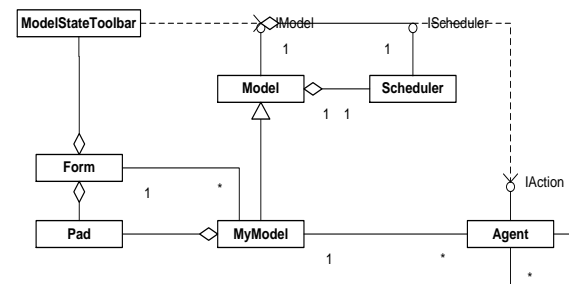 ModelStateToolbar
IModel
IScheduler
1
1
Model
Scheduler
1 1
Form
IAction
1
*
Pad
MyModel
Agent
1
*
*